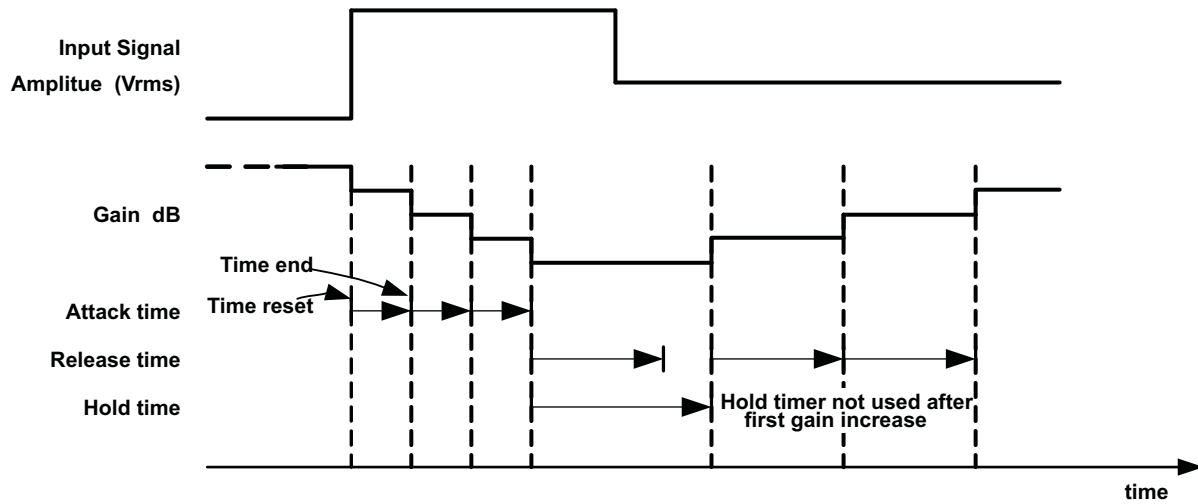 Input Signal
Amplitue (Vrms)
Gain dB
Time end
Time reset
Attack time
Release time
Hold time
Hold timer not used after
first gain increase
time